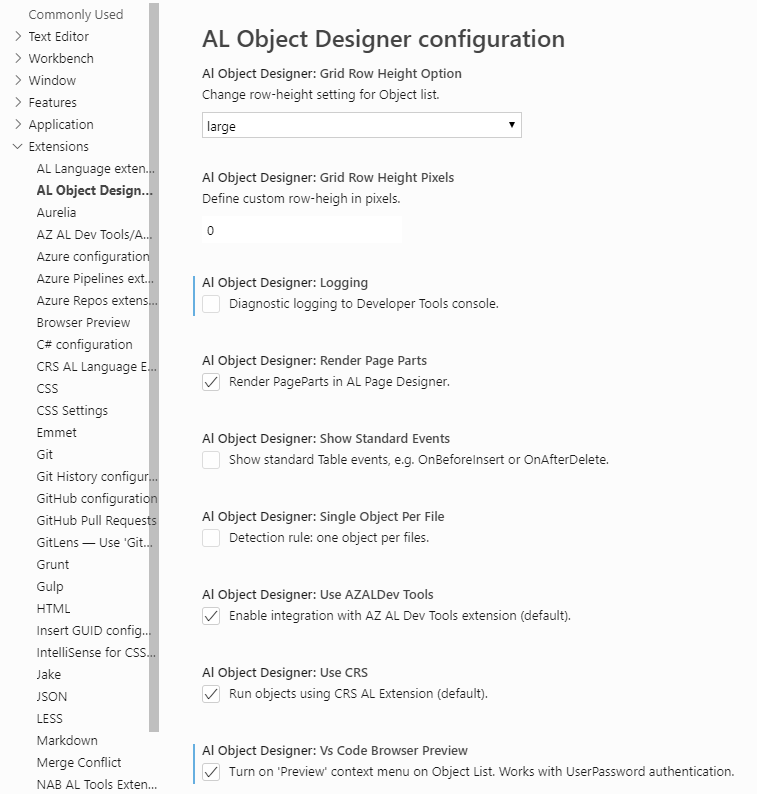 Commonly Used
Text Editor
Workbench
Window
Features
Application
Extensions
AL Language exten...
AL Object Design...
Aurelia
AZ AL Dev Tools/A...
Azure configuration
Azure Pipelines ext...
Azure Repos extens...
Browser Preview
C# configuration
CRS AL Language E...
CSS
CSS Settings
Emmet
Git
Git History configur...
GitHub configuration
GitHub Pull Requests
GitLens — Use 'Git...
Grunt
Gulp
HTML
Insert GUID config...
IntelliSense for CSS...
Jake
JSON
LESS
Markdown
Merge Conflict
NAB AL Tools Exten...
AL Object Designer configuration
Al Object Designer: Grid Row Height Option
Change row-height setting for Object list.
large
Al Object Designer: Grid Row Height Pixels
Define custom row-heigh in pixels.
0
Al Object Designer: Logging
Diagnostic logging to Developer Tools console.
Al Object Designer: Render Page Parts
Render PageParts in AL Page Designer.
Al Object Designer: Show Standard Events
Show standard Table events, e.g. OnBeforeInsert or OnAfterDelete.
Al Object Designer: Single Object Per File
Detection rule: one object per files.
Al Object Designer: Use AZALDev Tools
Enable integration with AZ AL Dev Tools extension (default).
Al Object Designer: Use CRS
Run objects using CRS AL Extension (default).
Al Object Designer: Vs Code Browser Preview
Turn on 'Preview' context menu on Object List. Works with UserPassword authentication.